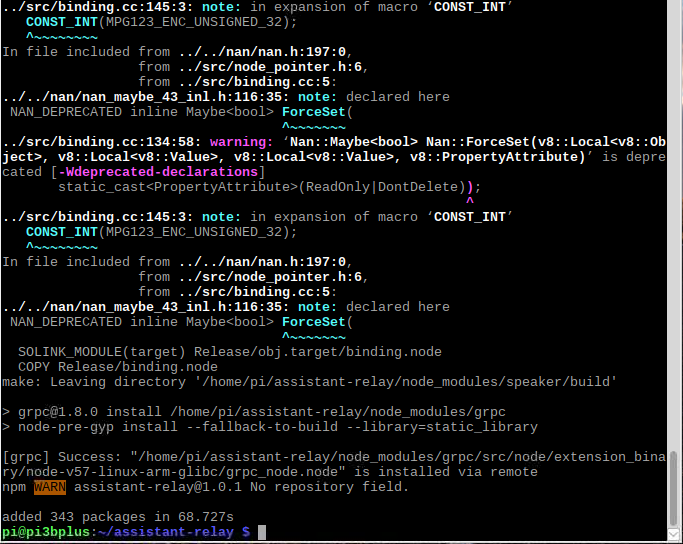 ../src/binding.cc:145:3: note: in expansion of macro ‘CONST_INT’
CONST_INT(MPG123_ENC_UNSIGNED_32);
^~~~~~~~~
In file included from ../../nan/nan.h:197:0,
from ../src/node_pointer.h:6,
from ../src/binding.cc:5:
../../nan/nan_maybe_43_inl.h:116:35: note: declared here
NAN_DEPRECATED inline Maybe<bool> ForceSet(
^~~~~~~~
../src/binding.cc:134:58: warning: ‘Nan::Maybe<bool> Nan::ForceSet(v8::Local<v8::Ob
ject>, v8::Local<v8::Value>, v8::Local<v8::Value>, v8::PropertyAttribute)’ is depre
cated [-Wdeprecated-declarations]
static_cast<PropertyAttribute>(ReadOnly|DontDelete));
^
../src/binding.cc:145:3: note: in expansion of macro ‘CONST_INT’
CONST_INT(MPG123_ENC_UNSIGNED_32);
^~~~~~~~~
In file included from ../../nan/nan.h:197:0,
from ../src/node_pointer.h:6,
from ../src/binding.cc:5:
../../nan/nan_maybe_43_inl.h:116:35: note: declared here
NAN_DEPRECATED inline Maybe<bool> ForceSet(
^~~~~~~~
SOLINK_MODULE(target) Release/obj.target/binding.node
COPY Release/binding.node
make: Leaving directory '/home/pi/assistant-relay/node_modules/speaker/build'
> grpc@1.8.0 install /home/pi/assistant-relay/node_modules/grpc
> node-pre-gyp install --fallback-to-build --library=static_library
[grpc] Success: "/home/pi/assistant-relay/node_modules/grpc/src/node/extension_bina
ry/node-v57-linux-arm-glibc/grpc_node.node" is installed via remote
npm WARN assistant-relay@1.0.1 No repository field.
added 343 packages in 68.727s
pi@pi3bplus:~/assistant-relay $